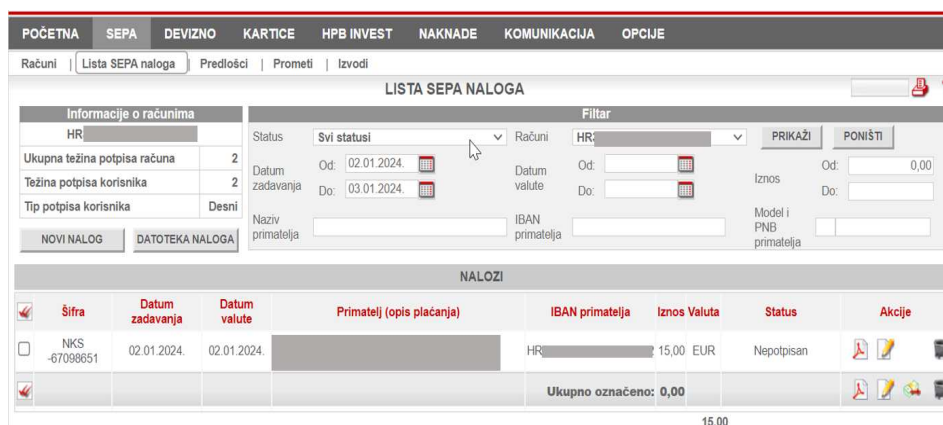 POČETNA SEPA DEVIZNO KARTICE HPB INVEST NAKNADE KOMUNIKACIJA OPCIJE
Računi | Lista SEPA naloga | Predlošci | Prometi | Izvodi
LISTA SEPA NALOGA
Informacije o računima
HR
Ukupna težina potpisa računa 2
Težina potpisa korisnika 2
Tip potpisa korisnika Desni
NOVI NALOG DATOTEKA NALOGA
Filtar
Status Svi statusi Računi HR PRIKAŽI PONIŠTI
Datum zadavanja Od: 02.01.2024. Datum valute Od: Iznos Od: 0,00
Do: 03.01.2024. Do: Do:
Naziv primatelja IBAN primatelja Model i PNB primatelja
NALOZI
Šifra Datum zadavanja Datum valute Primatelj (opis plaćanja) IBAN primatelja Iznos Valuta Status Akcije
NKS -67098651 02.01.2024. 02.01.2024. HR 15,00 EUR Nepotpisan
Ukupno označeno: 0,00
15,00